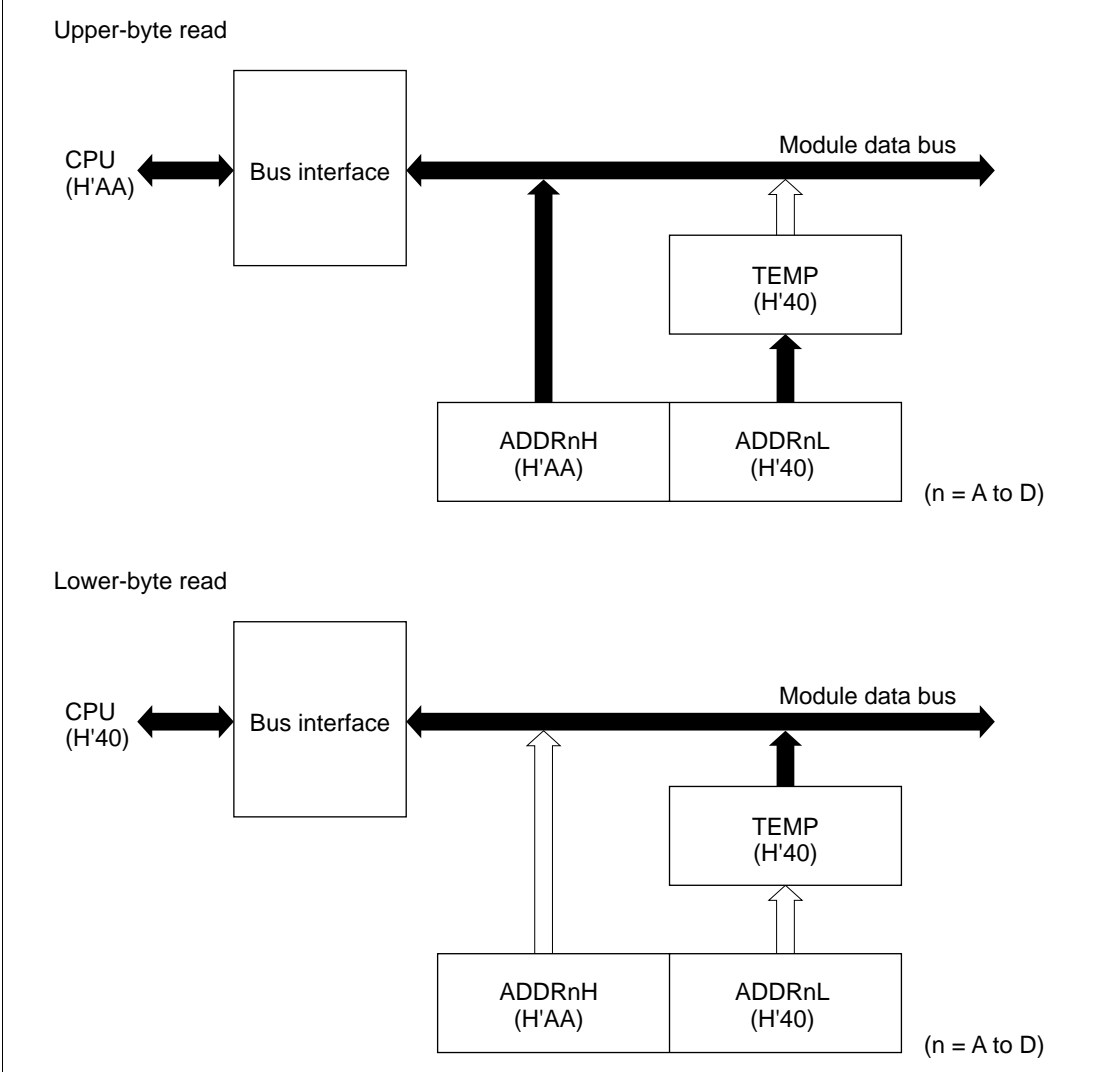 Upper-byte read
Module data bus
CPU
(H'AA)
Bus interface
TEMP
(H'40)
ADDRnH
(H'AA)
ADDRnL
(H'40)
(n = A to D)
Lower-byte read
Module data bus
CPU
(H'40)
Bus interface
TEMP
(H'40)
ADDRnH
(H'AA)
ADDRnL
(H'40)
(n = A to D)